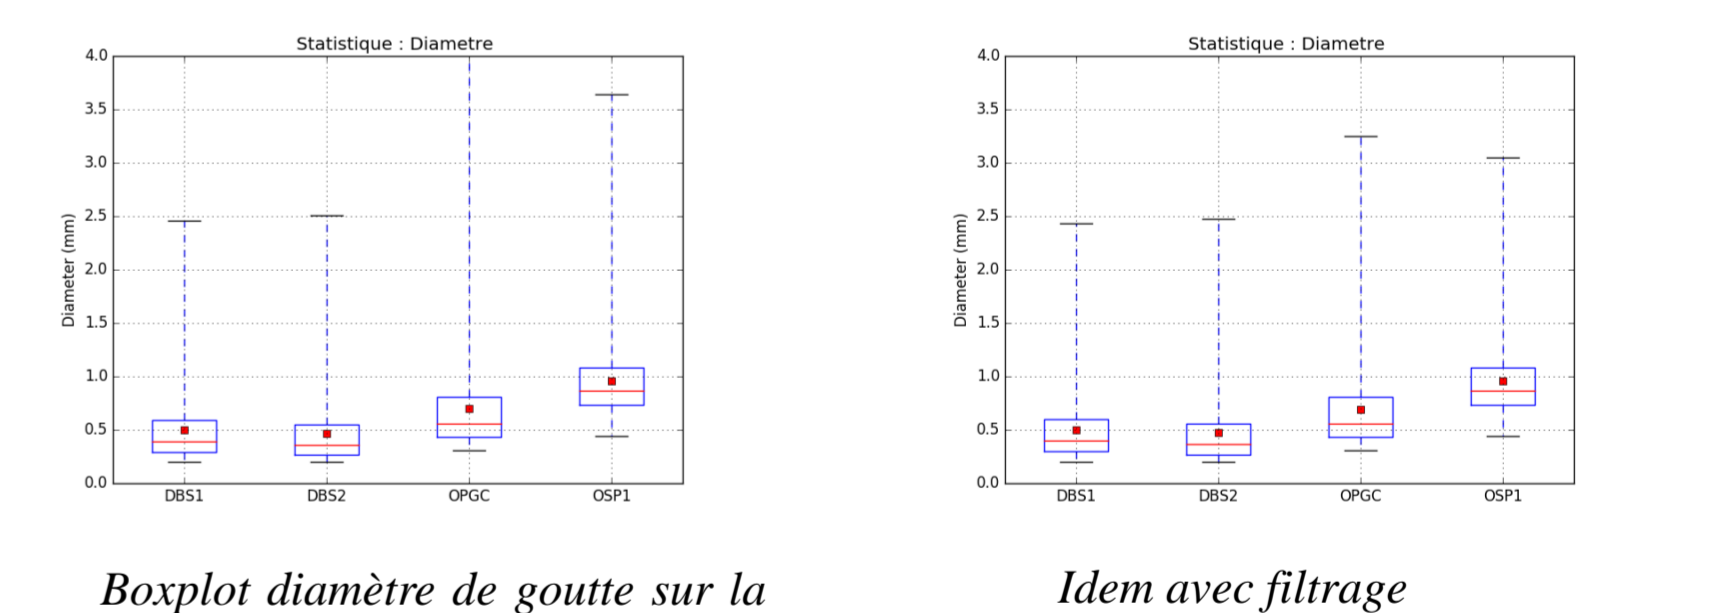 Statistique : Diametre
4.0
3.5
3.0
2.5
2.0
1.5
1.0
0.5
0.0
Diameter (mm)
DBS1 DBS2 OPGC OSP1
Boxplot diamètre de goutte sur la
Statistique : Diametre
4.0
3.5
3.0
2.5
2.0
1.5
1.0
0.5
0.0
Diameter (mm)
DBS1 DBS2 OPGC OSP1
Idem avec filtrage